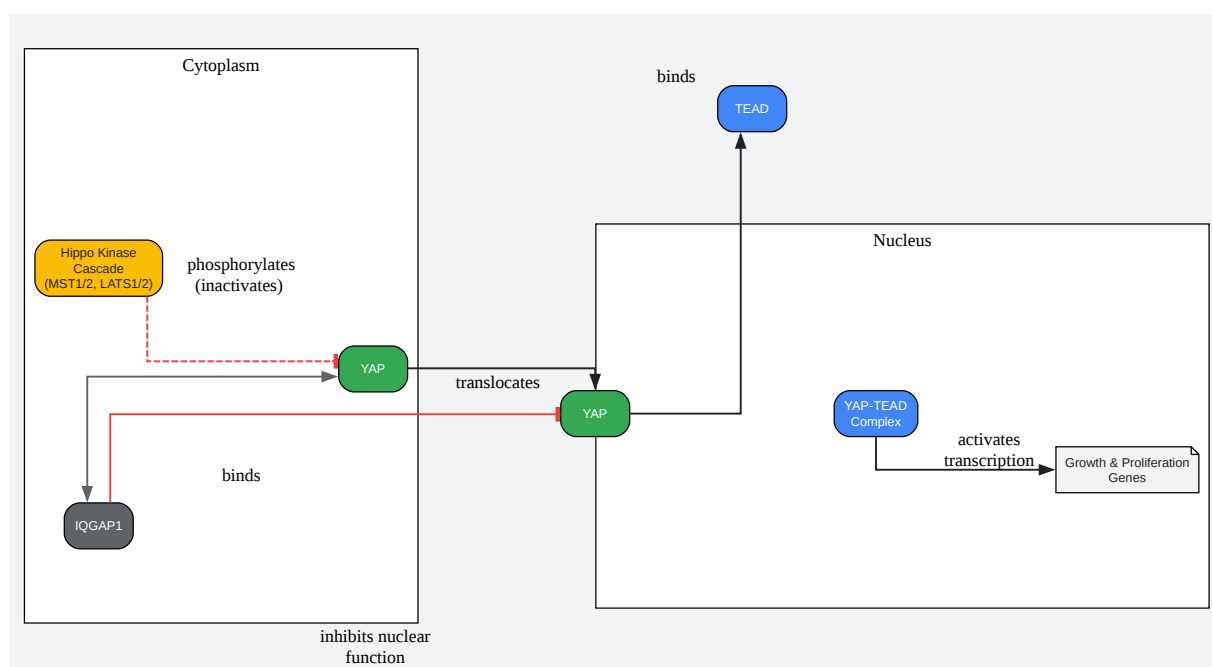 Cytoplasm
binds
TEAD
Nucleus
Hippo Kinase
Cascade
(MST1/2, LATS1/2)
phosphorylates
(inactivates)
YAP
translocates
YAP
YAP-TEAD
Complex
activates
transcription
Growth & Proliferation
Genes
binds
IQGAP1
inhibits nuclear
function